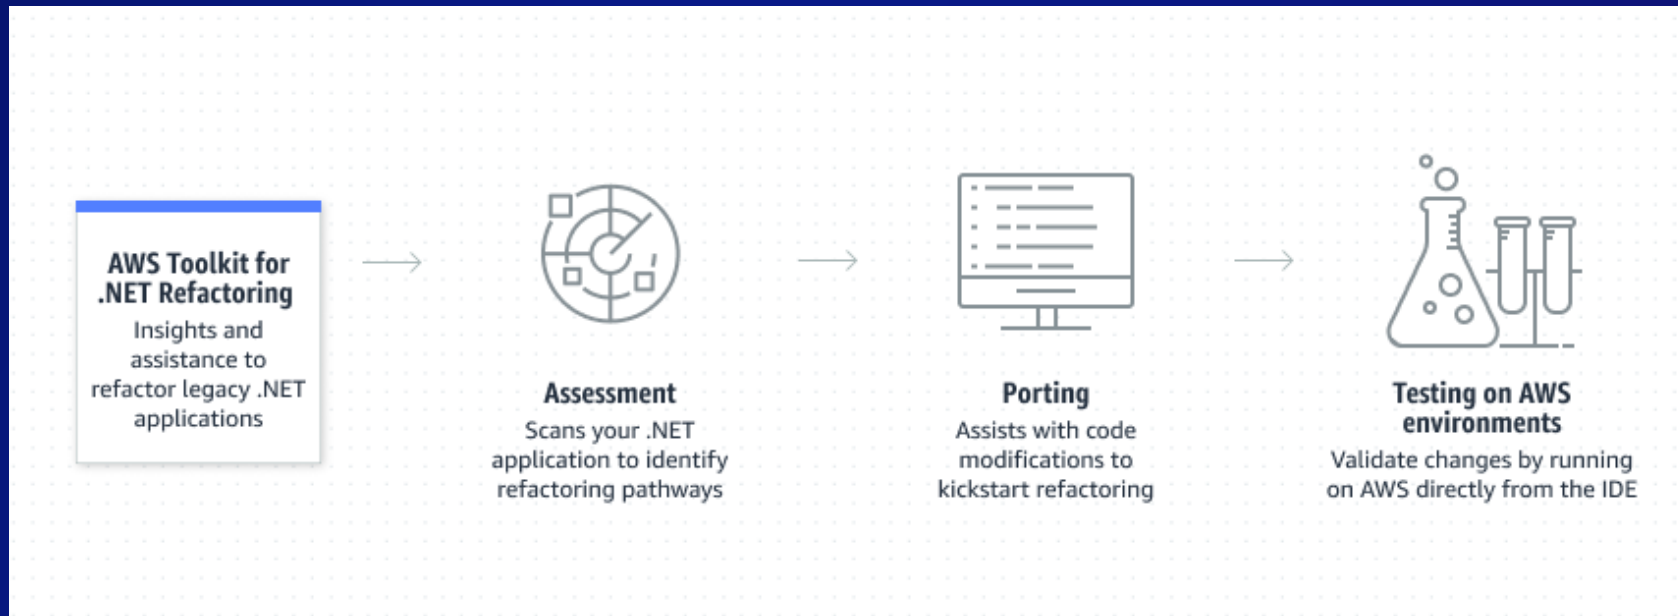 AWS Toolkit for
.NET Refactoring
Insights and
assistance to
refactor legacy .NET
applications
Assessment
Scans your .NET
application to identify
refactoring pathways
Porting
Assists with code
modifications to
kickstart refactoring
Testing on AWS
environments
Validate changes by running
on AWS directly from the IDE